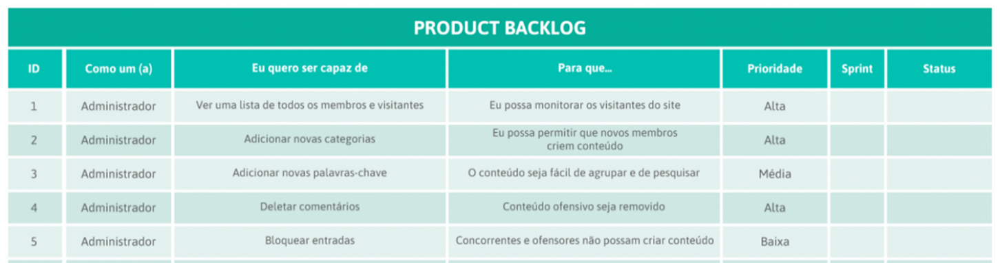 PRODUCT BACKLOG
ID Como um (a) Eu quero ser capaz de Para que... Prioridade Sprint Status
1 Administrador Ver uma lista de todos os membros e visitantes Eu possa monitorar os visitantes do site Alta
2 Administrador Adicionar novas categorias Eu possa permitir que novos membros
criem conteúdo Alta
3 Administrador Adicionar novas palavras-chave O conteúdo seja fácil de agrupar e de pesquisar Média
4 Administrador Deletar comentários Conteúdo ofensivo seja removido Alta
5 Administrador Bloquear entradas Concorrentes e ofensores não possam criar conteúdo Baixa